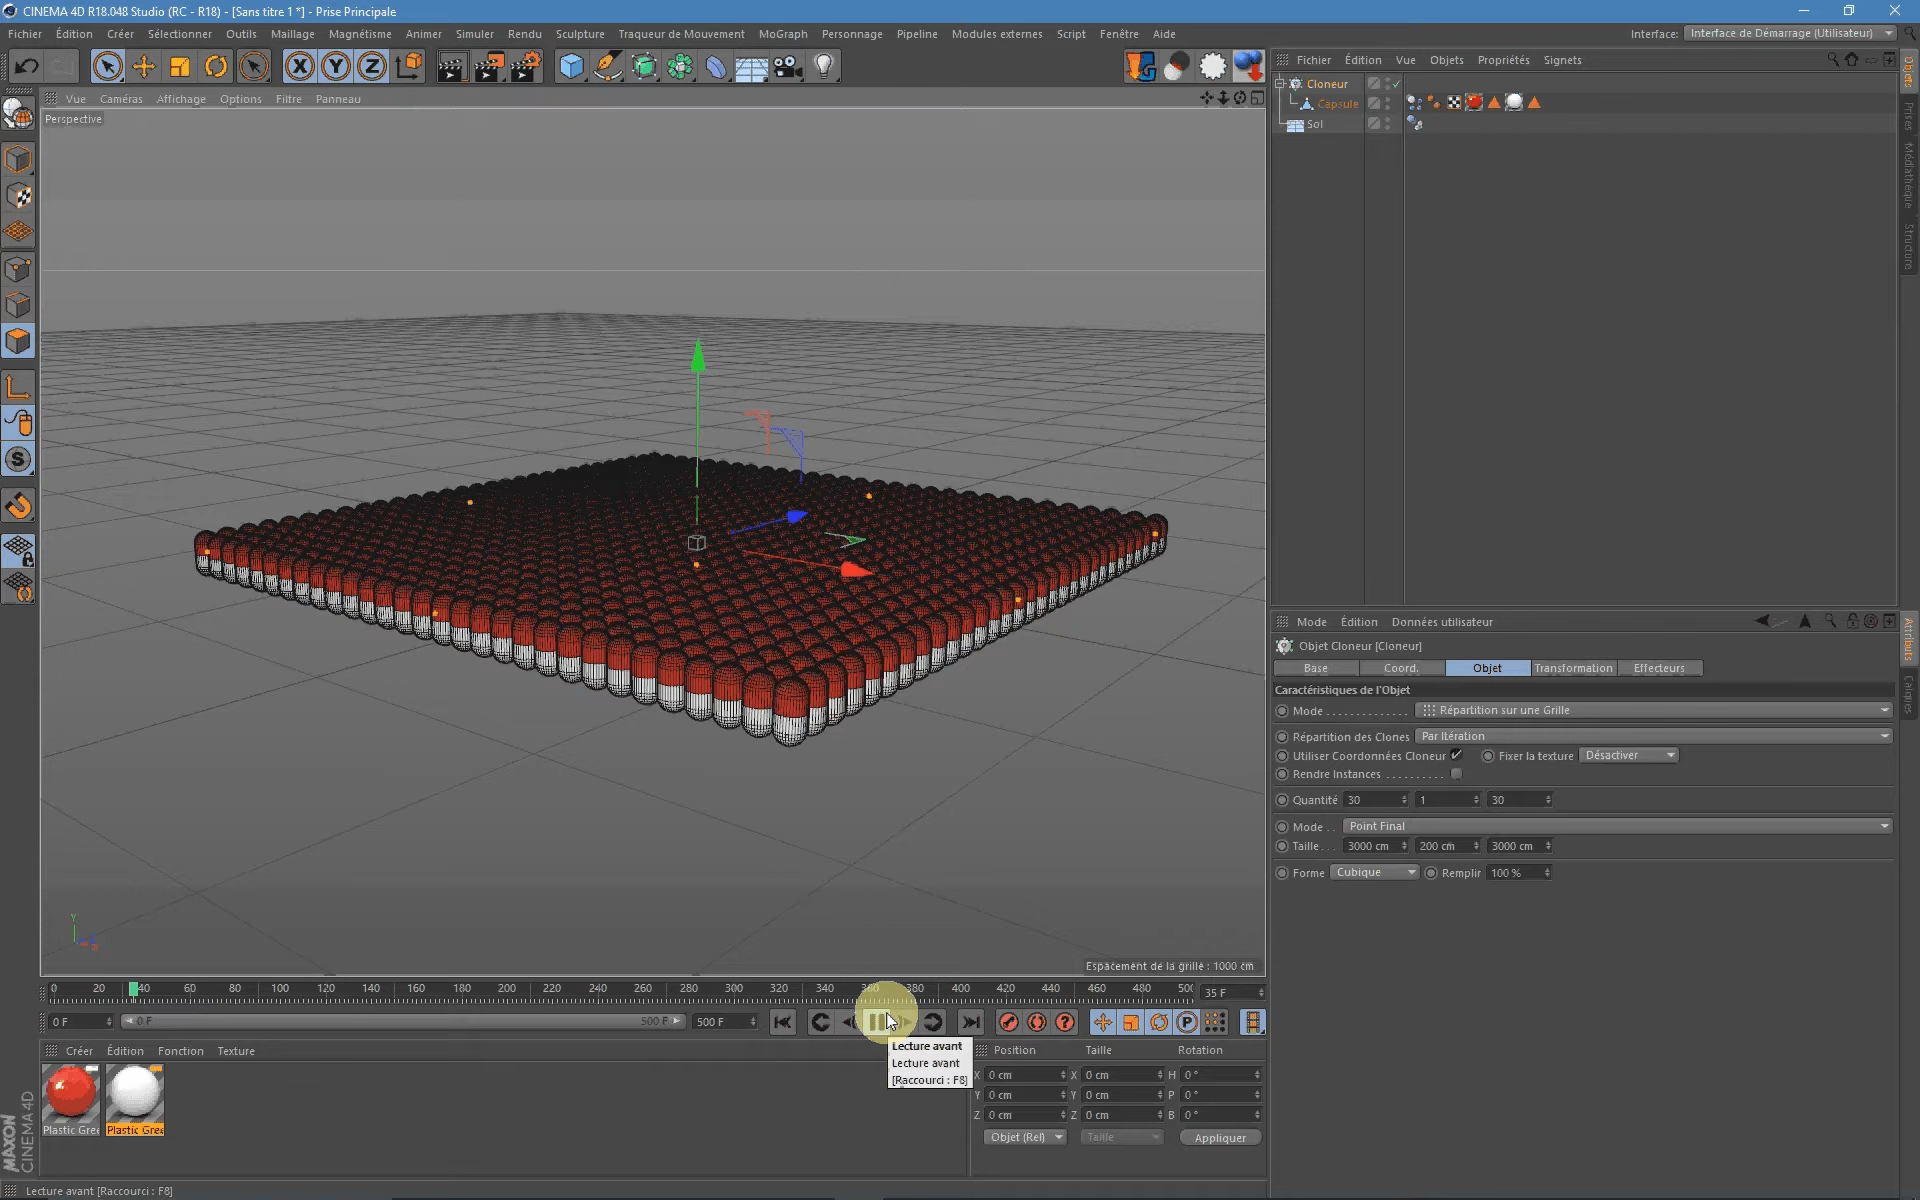 CINEMA 4D R18.048 Studio (RC - R18) - [Sans titre 1 *] - Prise Principale
Fichier Édition Créer Sélectionner Outils Maillage Magnétisme Animer Simuler Rendu Sculpture Traqueur de Mouvement MoGraph Personnage Pipeline Modules externes Script Fenêtre Aide
Interface: Interface de Démarrage (Utilisateur)
Vue Caméras Affichage Options Filtre Panneau
Perspective
Espacement de la grille : 1000 cm
0 20 40 60 80 100 120 140 160 180 200 220 240 260 280 300 320 340 360 380 400 420 440 460 480 500
35 F
0 F
0 F
500 F
500 F
Lecture avant
Lecture avant
[Raccourci : F8]
Créer Édition Fonction Texture
Plastic Gree
Plastic Gree
Position Taille Rotation
X 0 cm X 0 cm H 0 °
Y 0 cm Y 0 cm P 0 °
Z 0 cm Z 0 cm B 0 °
Objet (Rel) Taille Appliquer
MAXON
CINEMA 4D
Lecture avant [Raccourci : F8]
Fichier Édition Vue Objets Propriétés Signets
Cloneur
Capsule
Sol
Objets
Prises
Médiathèque
Structure
Mode Édition Données utilisateur
Objet Cloneur [Cloneur]
Base Coord. Objet Transformation Effecteurs
Caractéristiques de l'Objet
Mode . . . . . . . . . . . . . . Répartition sur une Grille
Répartition des Clones Par Itération
Utiliser Coordonnées Cloneur Fixer la texture Désactiver
Rendre Instances . . . . . . . . . .
Quantité 30 1 30
Mode . . Point Final
Taille . . . 3000 cm 200 cm 3000 cm
Forme Cubique Remplir 100 %
Attributs
Calques
X Y Z
S
P
Y